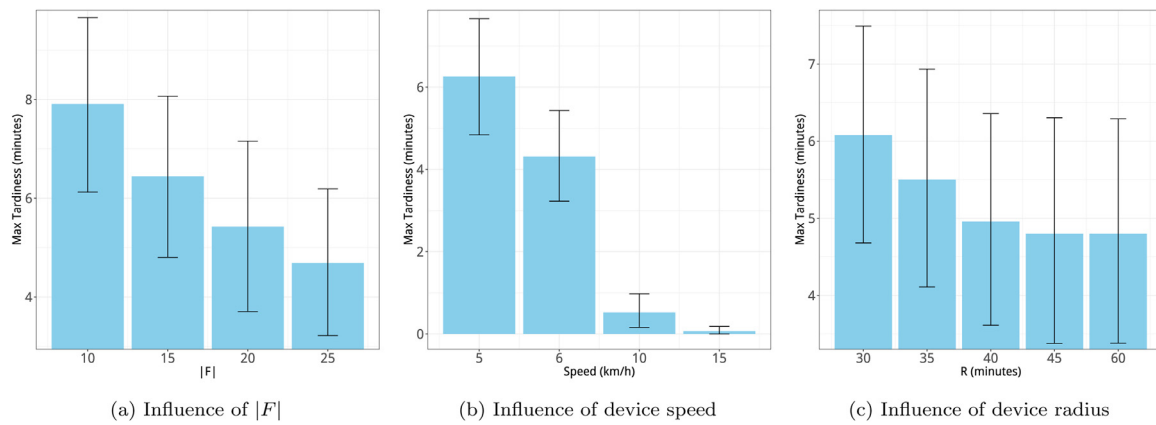 Max Tardiness (minutes)
8
6
4
10 15 20 25
|F|
(a) Influence of |F|
Max Tardiness (minutes)
6
4
2
0
5 6 10 15
Speed (km/h)
(b) Influence of device speed
Max Tardiness (minutes)
7
6
5
4
30 35 40 45 60
R (minutes)
(c) Influence of device radius